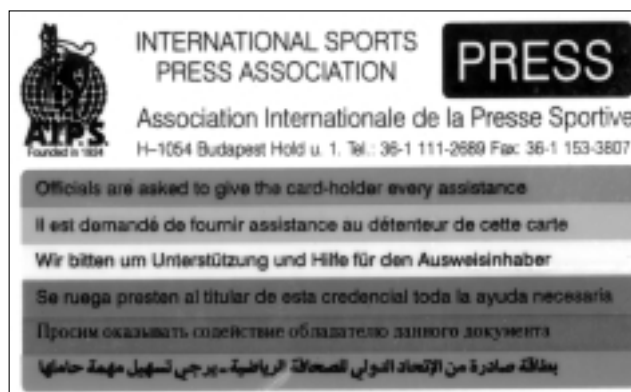 INTERNATIONAL SPORTS
PRESS ASSOCIATION
PRESS
A.I.P.S.
Founded in 1924
Association Internationale de la Presse Sportive
H–1054 Budapest Hold u. 1. Tel.: 36-1 111-2689 Fax: 36-1 153-3807
Officials are asked to give the card-holder every assistance
Il est demandé de fournir assistance au détenteur de cette carte
Wir bitten um Unterstützung und Hilfe für den Ausweisinhaber
Se ruega presten al titular de esta credencial toda la ayuda necesaria
Просим оказывать содействие обладателю данного документа
بطاقة صادرة من الإتحاد الدولي للصحافة الرياضية - يرجي تسهيل مهمة حاملها